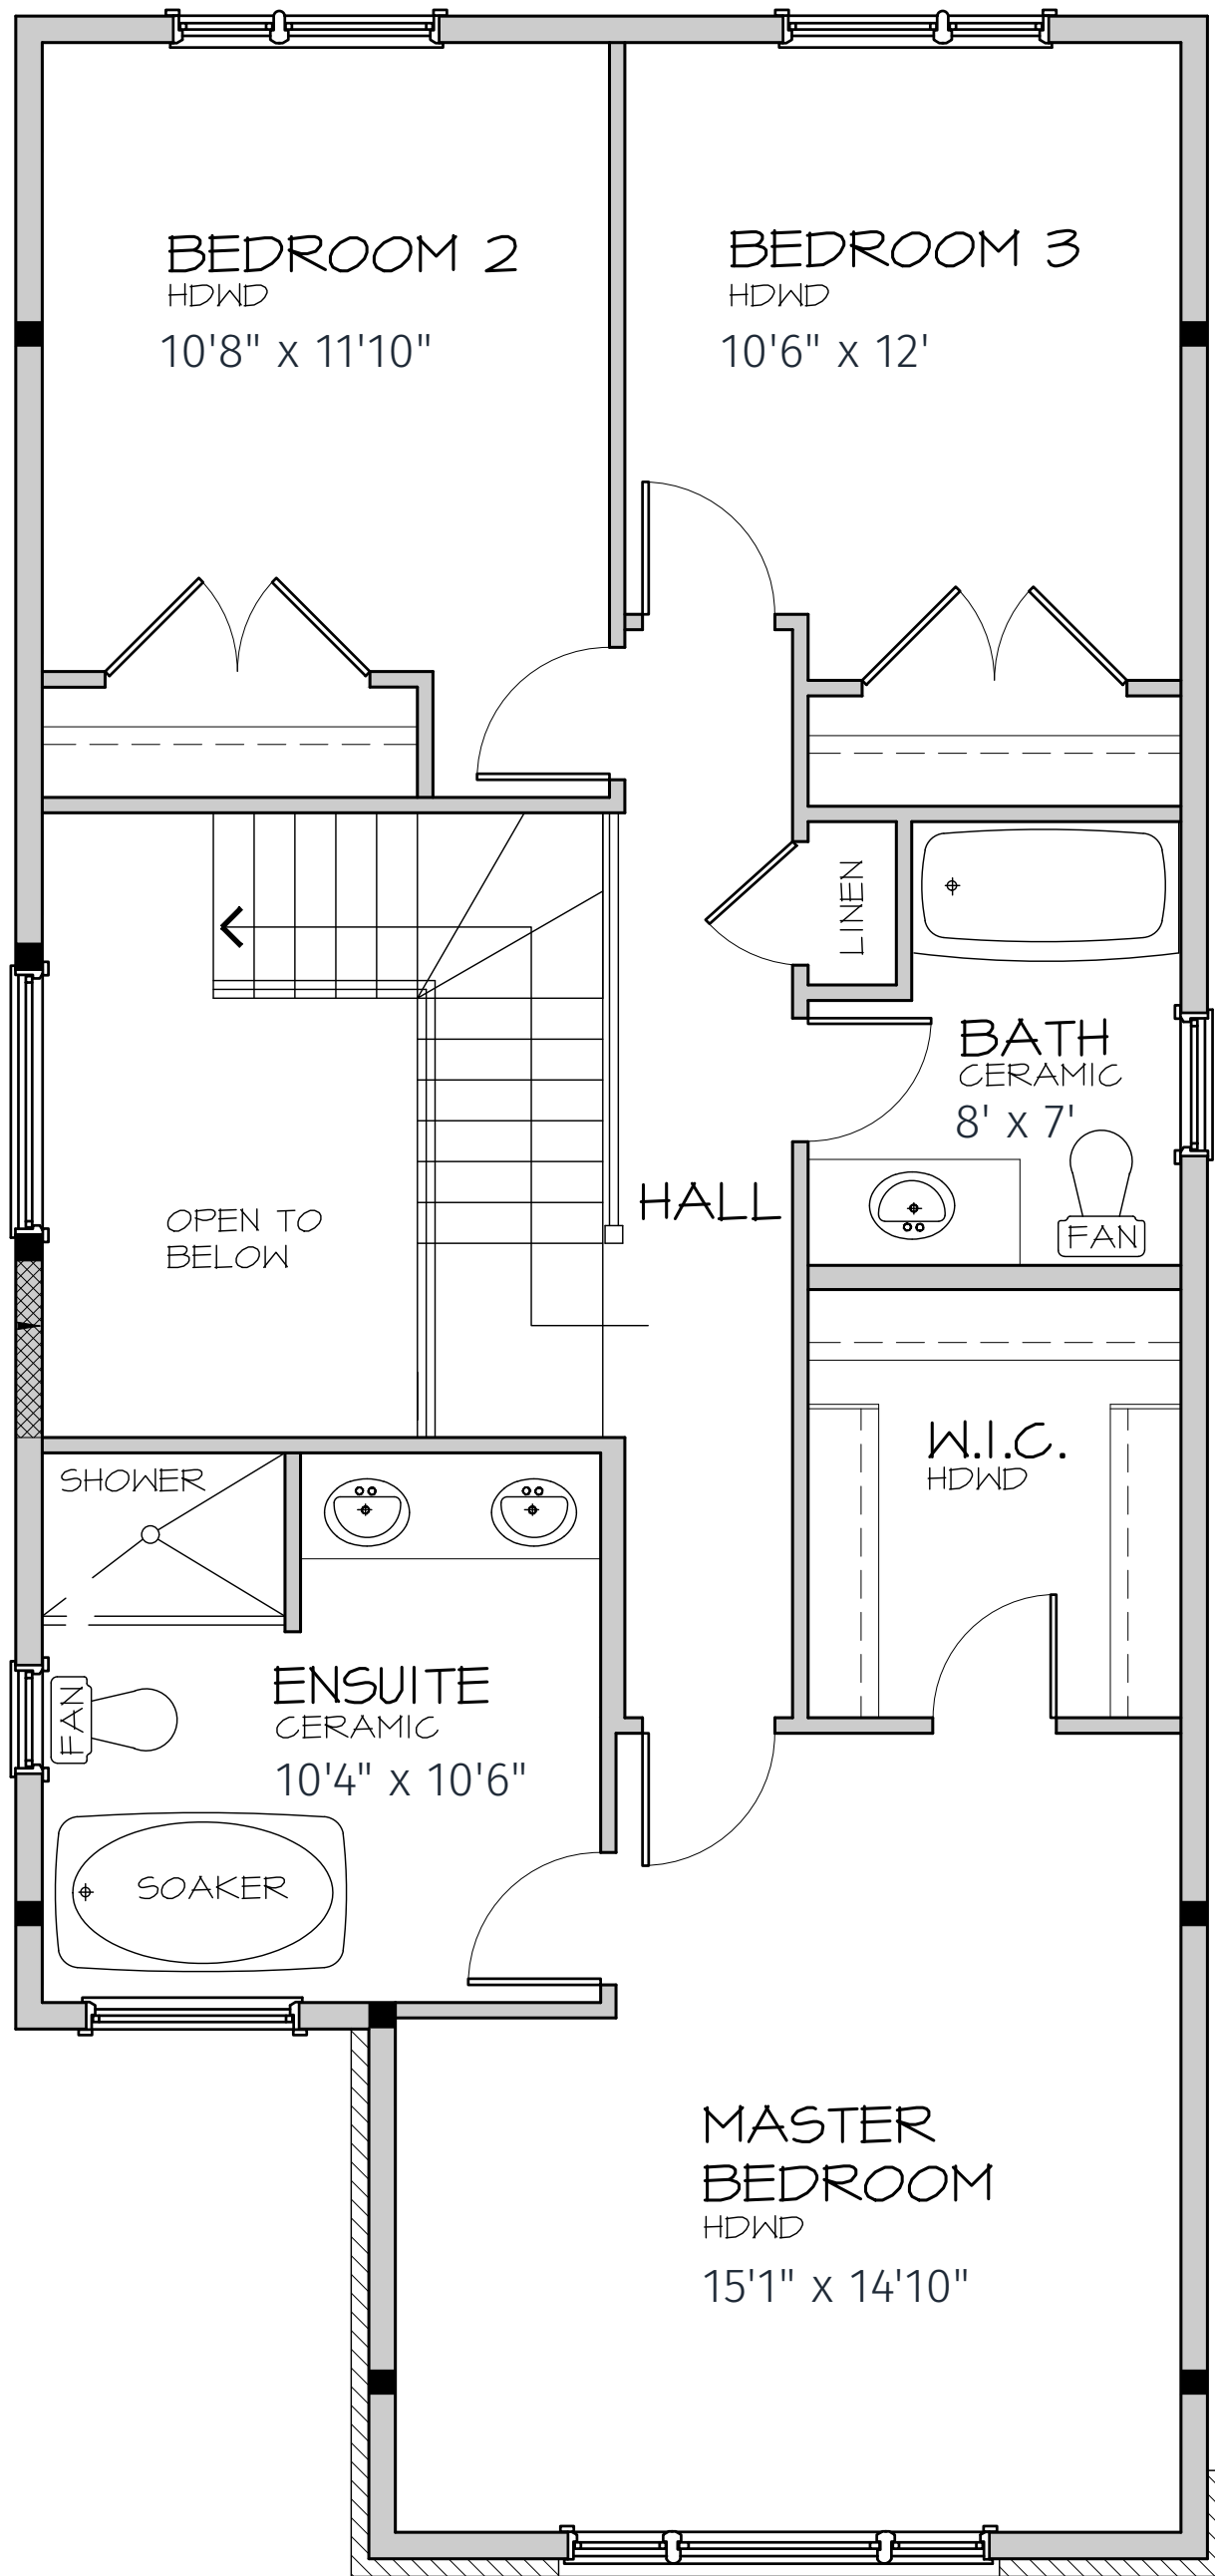 BEDROOM 2
HDWD
10'8" x 11'10"
BEDROOM 3
HDWD
10'6" x 12'
LINEN
BATH
CERAMIC
8' x 7'
FAN
HALL
OPEN TO
BELOW
W.I.C.
HDWD
SHOWER
ENSUITE
CERAMIC
10'4" x 10'6"
FAN
SOAKER
MASTER
BEDROOM
HDWD
15'1" x 14'10"